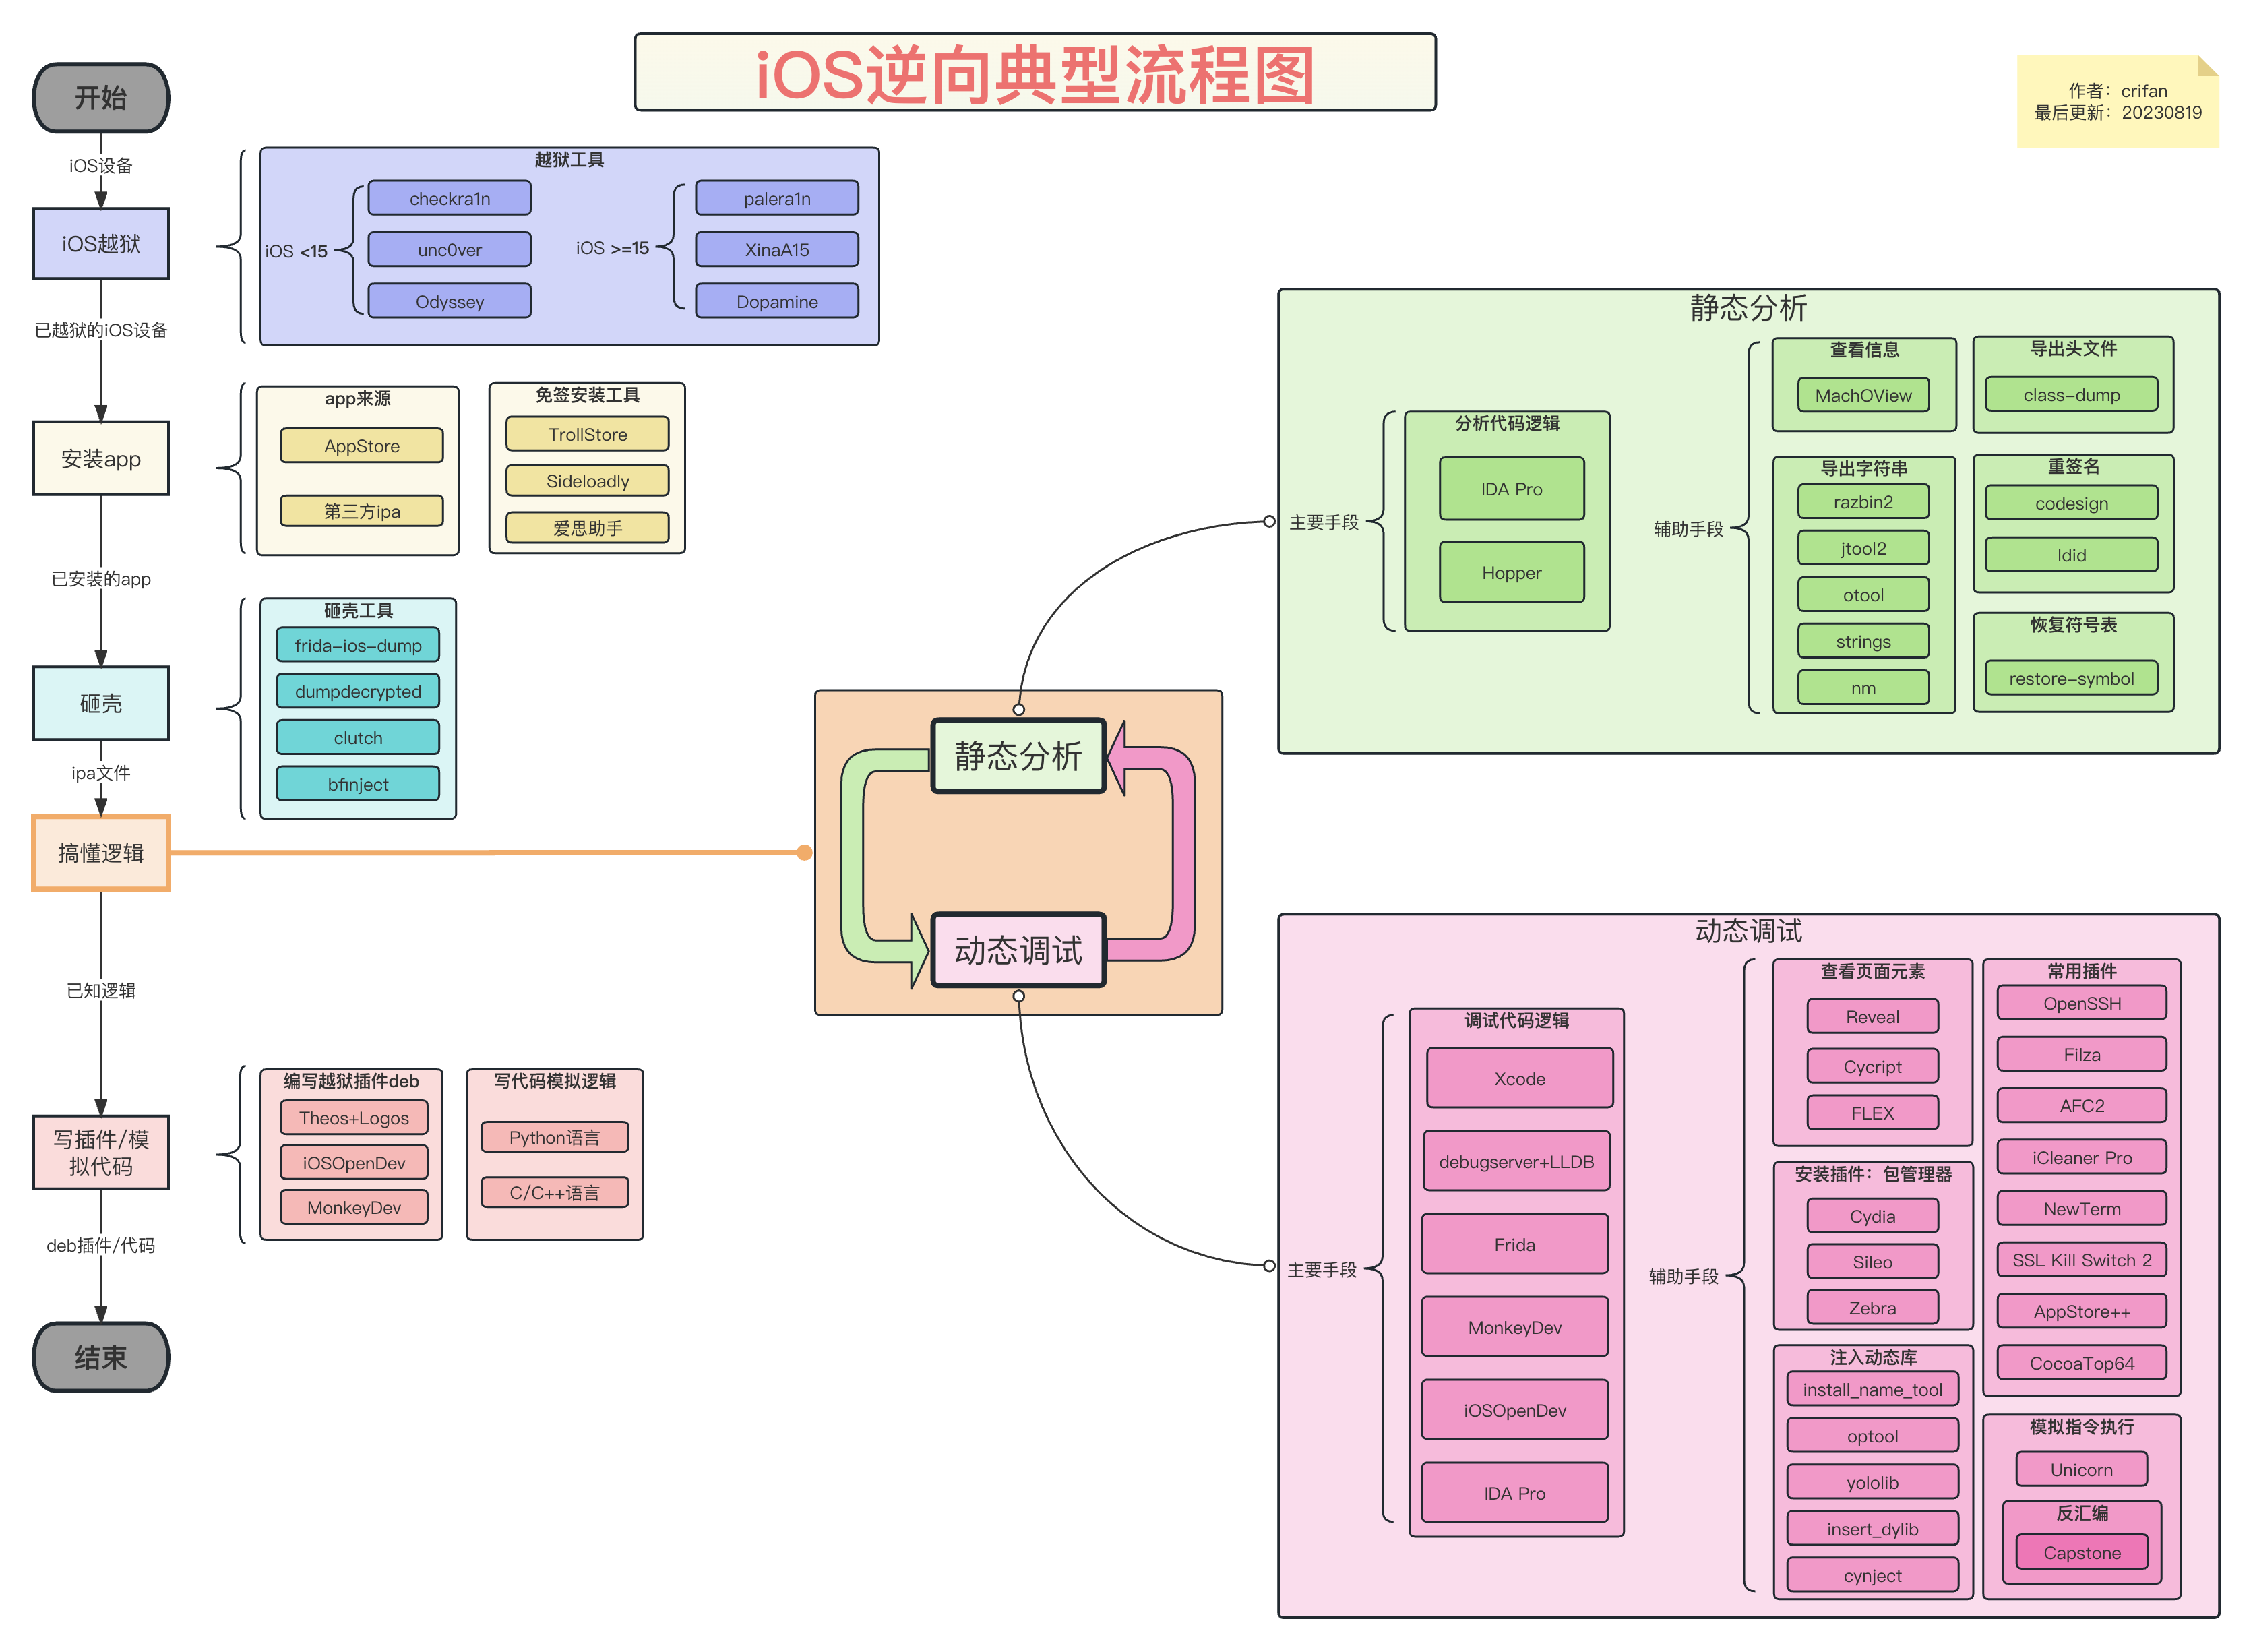 iOS逆向典型流程图
作者：crifan
最后更新：20230819
开始
iOS设备
iOS越狱
已越狱的iOS设备
安装app
已安装的app
砸壳
ipa文件
搞懂逻辑
已知逻辑
写插件/模
拟代码
deb插件/代码
结束
越狱工具
iOS <15
checkra1n
unc0ver
Odyssey
iOS >=15
palera1n
XinaA15
Dopamine
app来源
AppStore
第三方ipa
免签安装工具
TrollStore
Sideloadly
爱思助手
砸壳工具
frida-ios-dump
dumpdecrypted
clutch
bfinject
编写越狱插件deb
Theos+Logos
iOSOpenDev
MonkeyDev
写代码模拟逻辑
Python语言
C/C++语言
静态分析
动态调试
静态分析
主要手段
分析代码逻辑
IDA Pro
Hopper
辅助手段
查看信息
MachOView
导出字符串
razbin2
jtool2
otool
strings
nm
导出头文件
class-dump
重签名
codesign
ldid
恢复符号表
restore-symbol
动态调试
主要手段
调试代码逻辑
Xcode
debugserver+LLDB
Frida
MonkeyDev
iOSOpenDev
IDA Pro
辅助手段
查看页面元素
Reveal
Cycript
FLEX
安装插件：包管理器
Cydia
Sileo
Zebra
注入动态库
install_name_tool
optool
yololib
insert_dylib
cynject
常用插件
OpenSSH
Filza
AFC2
iCleaner Pro
NewTerm
SSL Kill Switch 2
AppStore++
CocoaTop64
模拟指令执行
Unicorn
反汇编
Capstone